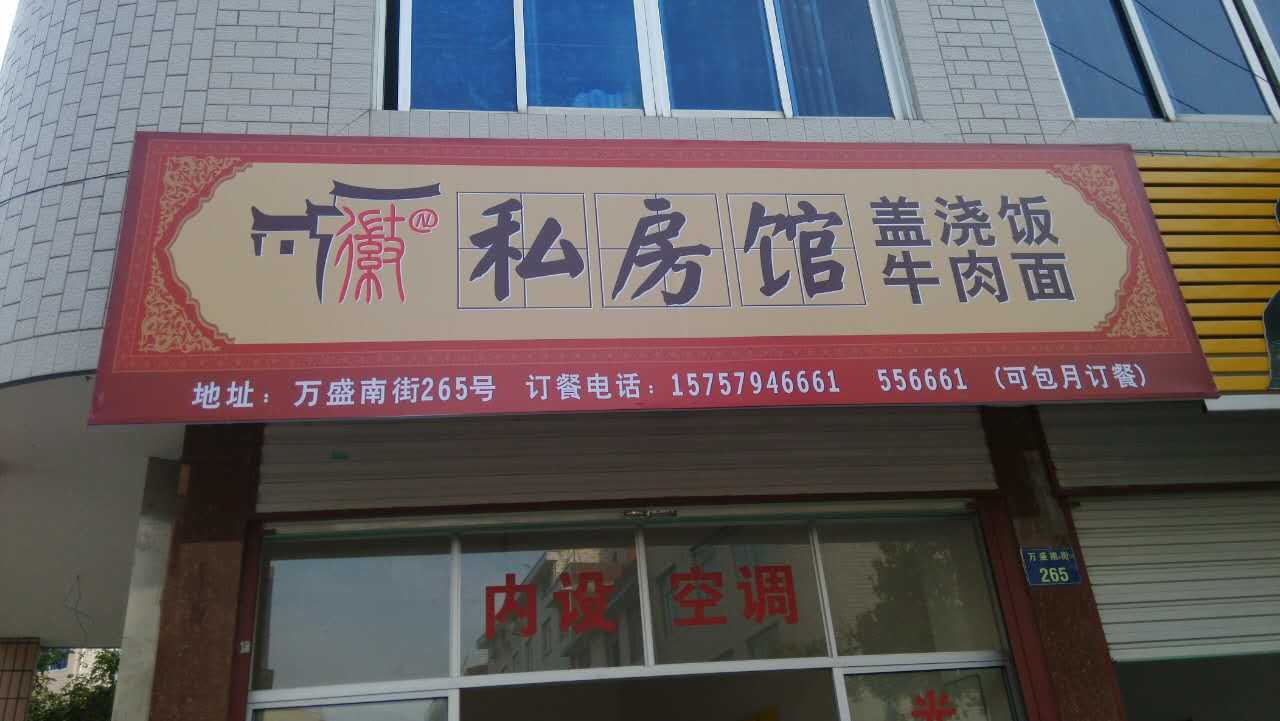 徽
私房馆
盖浇饭
牛肉面
地址：万盛南街265号 订餐电话：15757946661 556661 (可包月订餐)
万盛南街
265
内设 空调